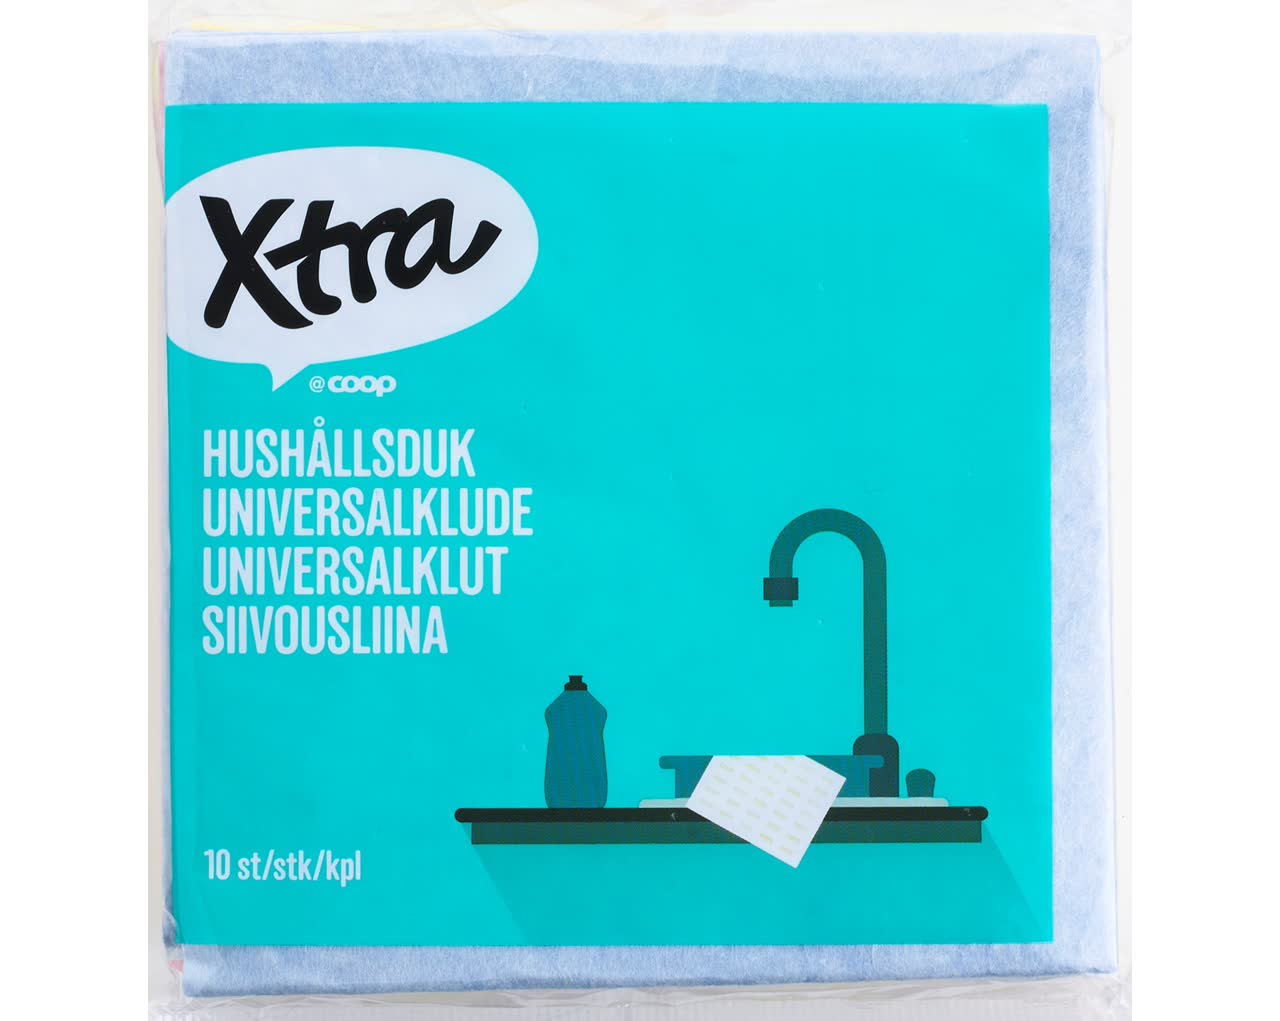 Xtra
@coop
HUSHÅLLSDUK
UNIVERSALKLUDE
UNIVERSALKLUT
SIIVOUSLIINA
10 st/stk/kpl